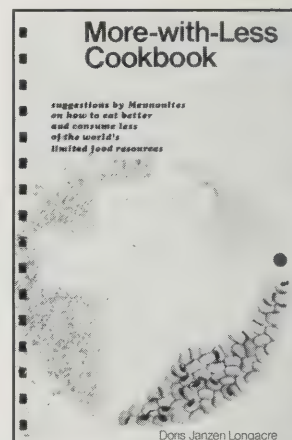 More-with-Less
Cookbook
suggestions by Mennonites
on how to eat better
and consume less
of the world's
limited food resources
Doris Janzen Longacre